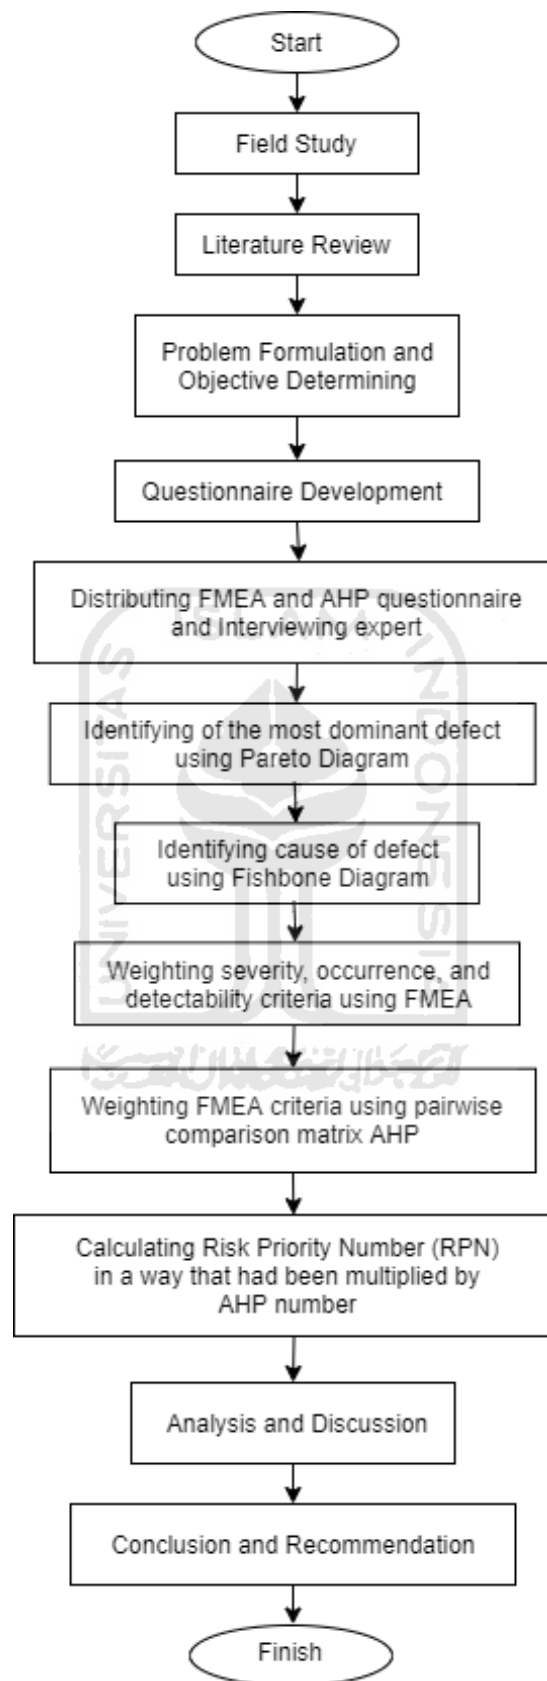 Start
Field Study
Literature Review
Problem Formulation and
Objective Determining
Questionnaire Development
Distributing FMEA and AHP questionnaire
and Interviewing expert
Identifying of the most dominant defect
using Pareto Diagram
Identifying cause of defect
using Fishbone Diagram
Weighting severity, occurrence, and
detectability criteria using FMEA
Weighting FMEA criteria using pairwise
comparison matrix AHP
Calculating Risk Priority Number (RPN)
in a way that had been multiplied by
AHP number
Analysis and Discussion
Conclusion and Recommendation
Finish
UNIVERSITAS
ISLAM
INDONESIA